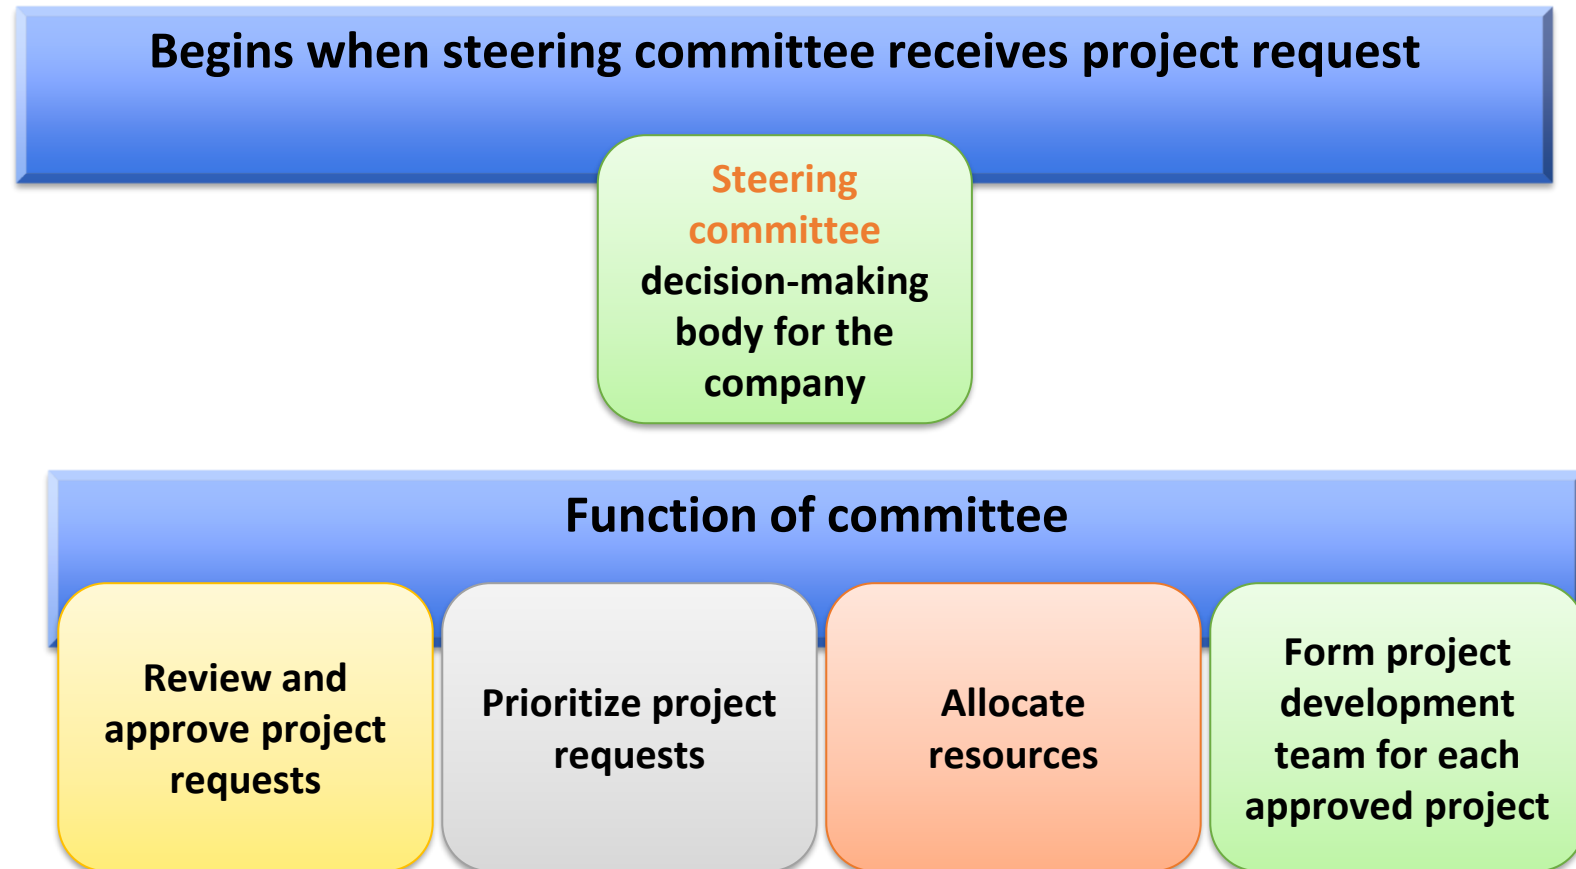 Begins when steering committee receives project request
Steering
committee
decision-making
body for the
company
Function of committee
Review and
approve project
requests
Prioritize project
requests
Allocate
resources
Form project
development
team for each
approved project